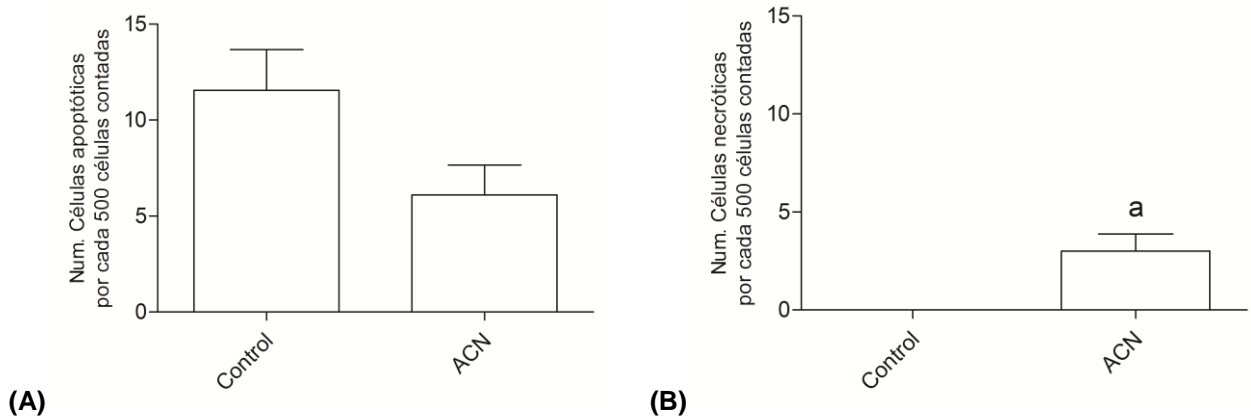 15
10
5
0
Num. Células apoptóticas
por cada 500 células contadas
Control
ACN
(A)
15
10
5
0
Num. Células necróticas
por cada 500 células contadas
a
Control
ACN
(B)